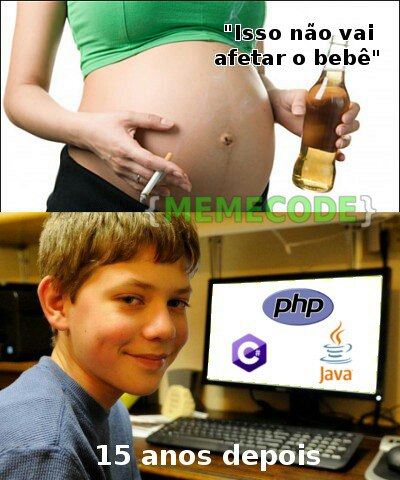 "Isso não vai
afetar o bebê"
{MEMECODE}
php
C#
Java
15 anos depois